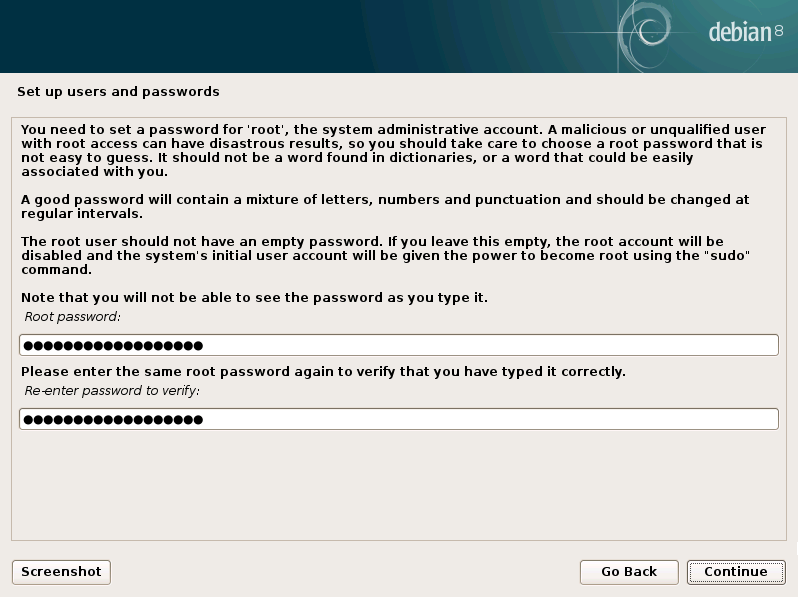 debian 8
Set up users and passwords
You need to set a password for 'root', the system administrative account. A malicious or unqualified user
with root access can have disastrous results, so you should take care to choose a root password that is
not easy to guess. It should not be a word found in dictionaries, or a word that could be easily
associated with you.
A good password will contain a mixture of letters, numbers and punctuation and should be changed at
regular intervals.
The root user should not have an empty password. If you leave this empty, the root account will be
disabled and the system's initial user account will be given the power to become root using the "sudo"
command.
Note that you will not be able to see the password as you type it.
Root password:
●●●●●●●●●●●●●●●●●●
Please enter the same root password again to verify that you have typed it correctly.
Re-enter password to verify:
●●●●●●●●●●●●●●●●●●
Screenshot
Go Back
Continue